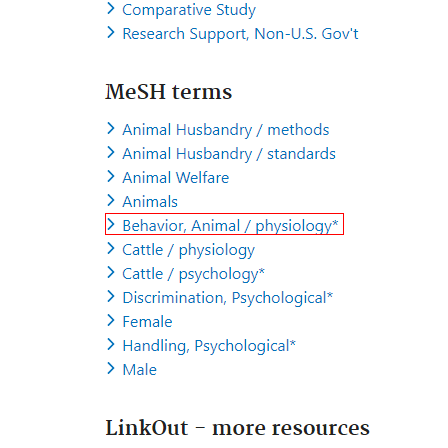 Comparative Study
Research Support, Non-U.S. Gov't
MeSH terms
Animal Husbandry / methods
Animal Husbandry / standards
Animal Welfare
Animals
Behavior, Animal / physiology*
Cattle / physiology
Cattle / psychology*
Discrimination, Psychological*
Female
Handling, Psychological*
Male
LinkOut - more resources